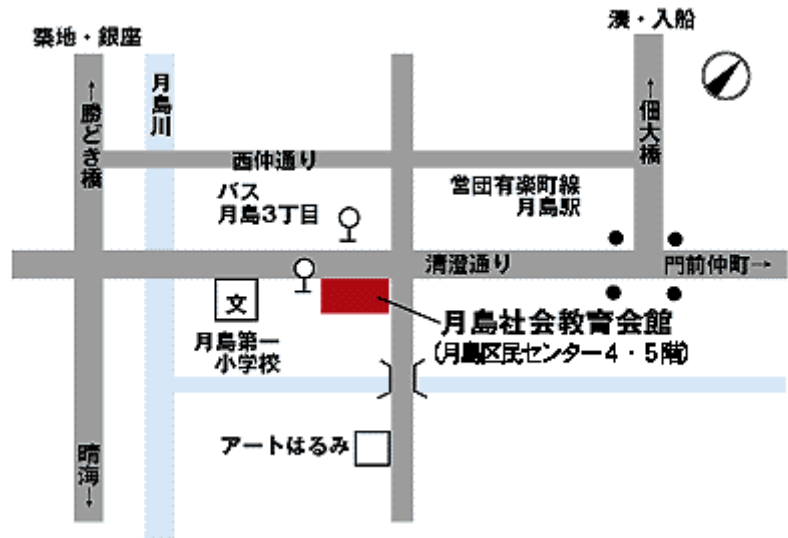 湊・入船
築地・銀座
月島川
←勝どき橋
←佃大橋
西仲通り
バス
月島3丁目
営団有楽町線
月島駅
清澄通り
門前仲町→
文
月島第一
小学校
月島社会教育会館
(月島区民センター4・5階)
アートはるみ
晴海→